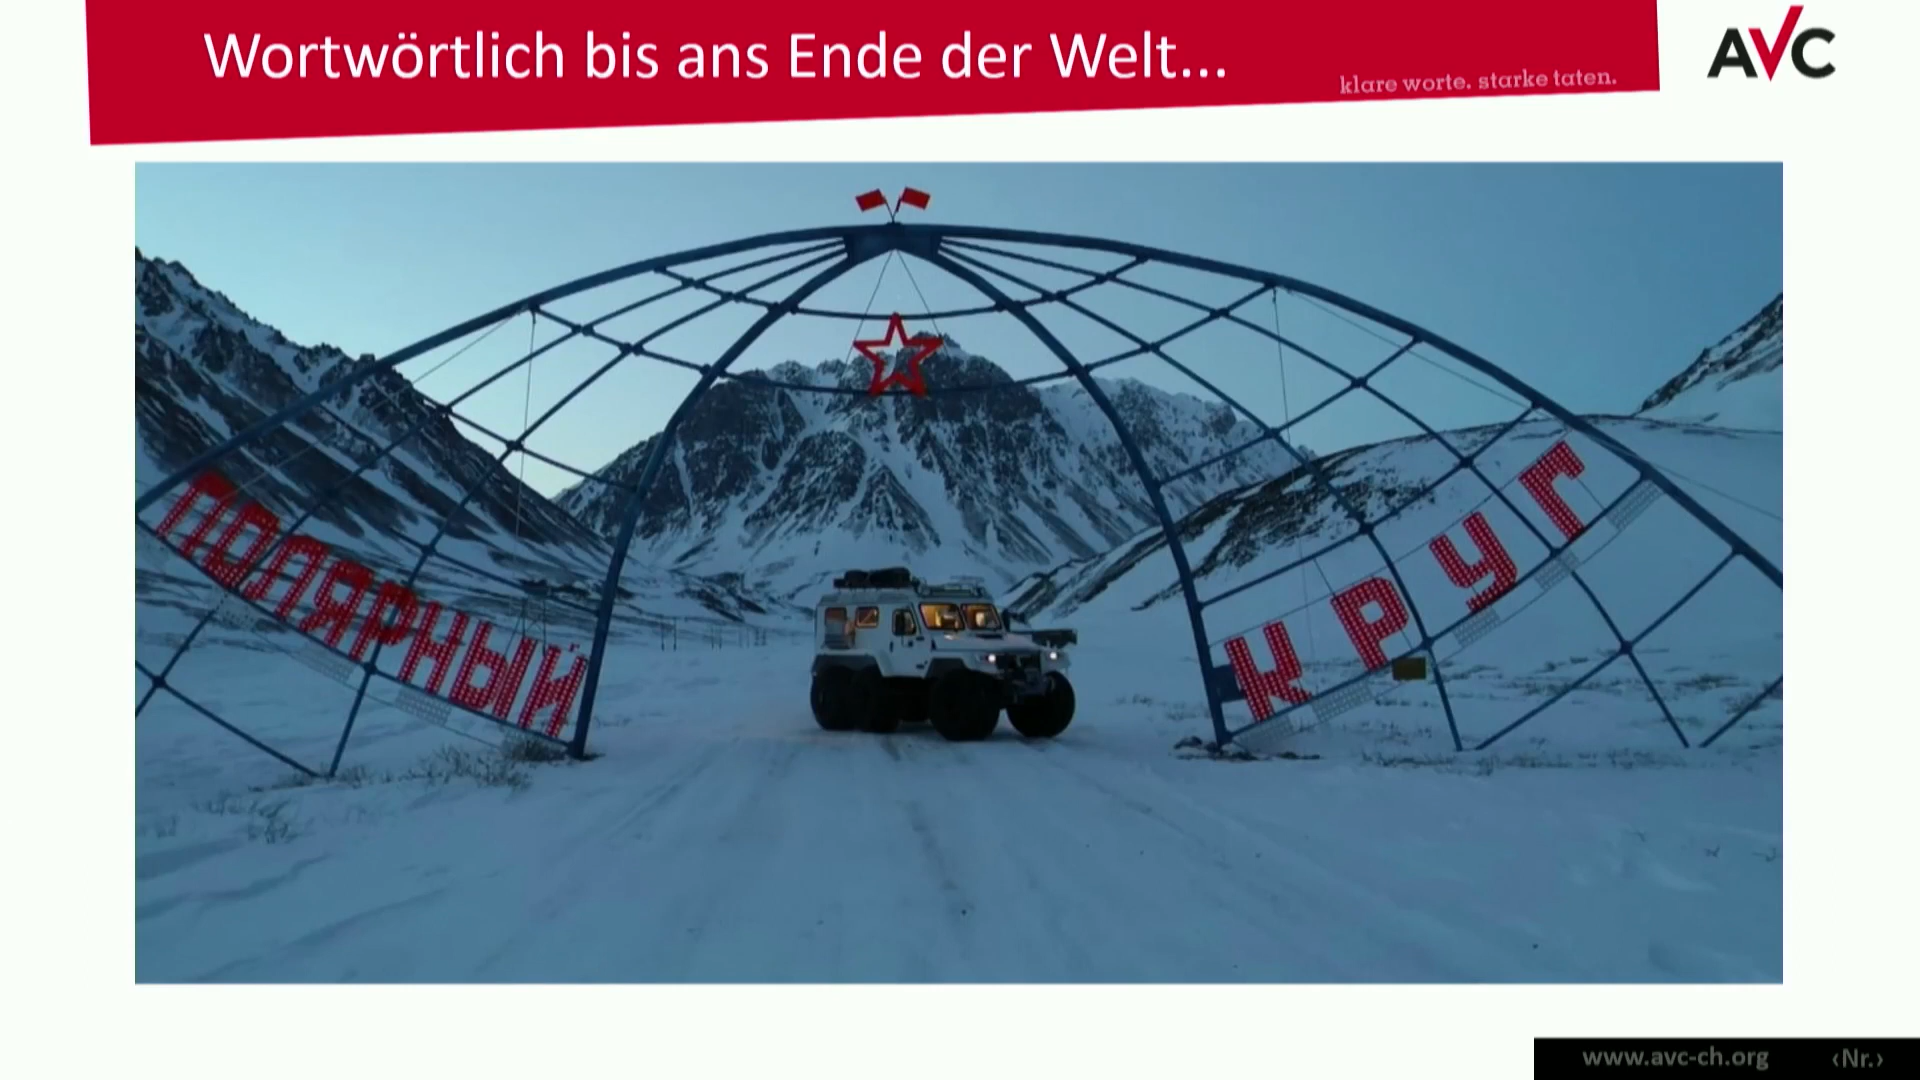 Wortwörtlich bis ans Ende der Welt...
klare worte. starke taten.
AVC
ПОЛЯРНЫЙ КРУГ
www.avc-ch.org
‹Nr.›